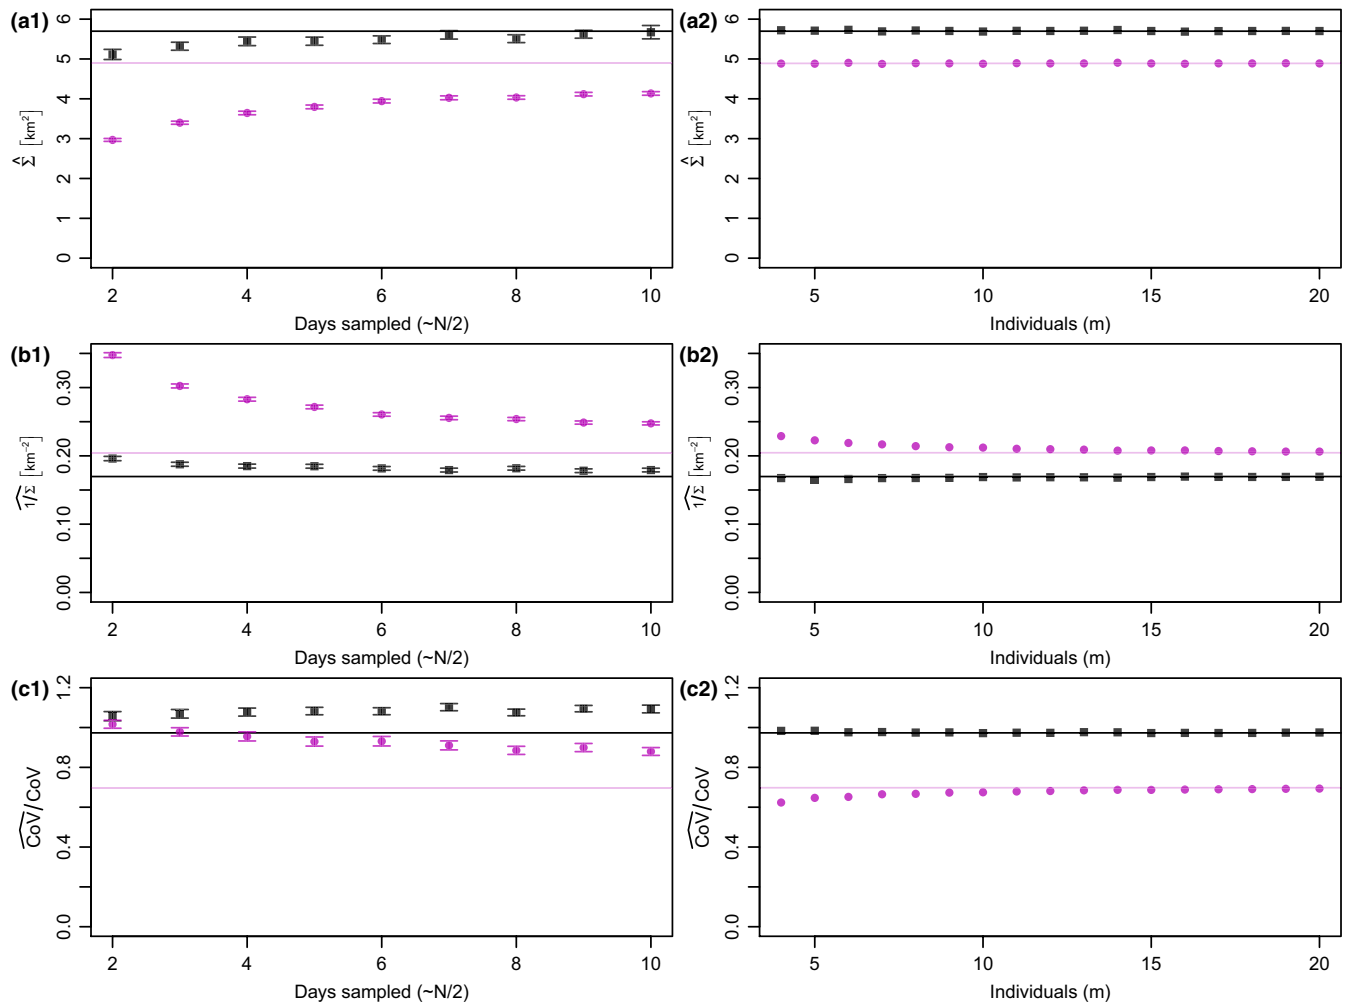 (a1)
6
5
4
3
2
1
0
Σ̂ [km²]
2 4 6 8 10
Days sampled (~N/2)
(a2)
6
5
4
3
2
1
0
Σ̂ [km²]
5 10 15 20
Individuals (m)
(b1)
0.30
0.20
0.10
0.00
1/Σ̂ [km⁻²]
2 4 6 8 10
Days sampled (~N/2)
(b2)
0.30
0.20
0.10
0.00
1/Σ̂ [km⁻²]
5 10 15 20
Individuals (m)
(c1)
1.2
0.8
0.4
0.0
CoV̂/CoV
2 4 6 8 10
Days sampled (~N/2)
(c2)
1.2
0.8
0.4
0.0
CoV̂/CoV
5 10 15 20
Individuals (m)